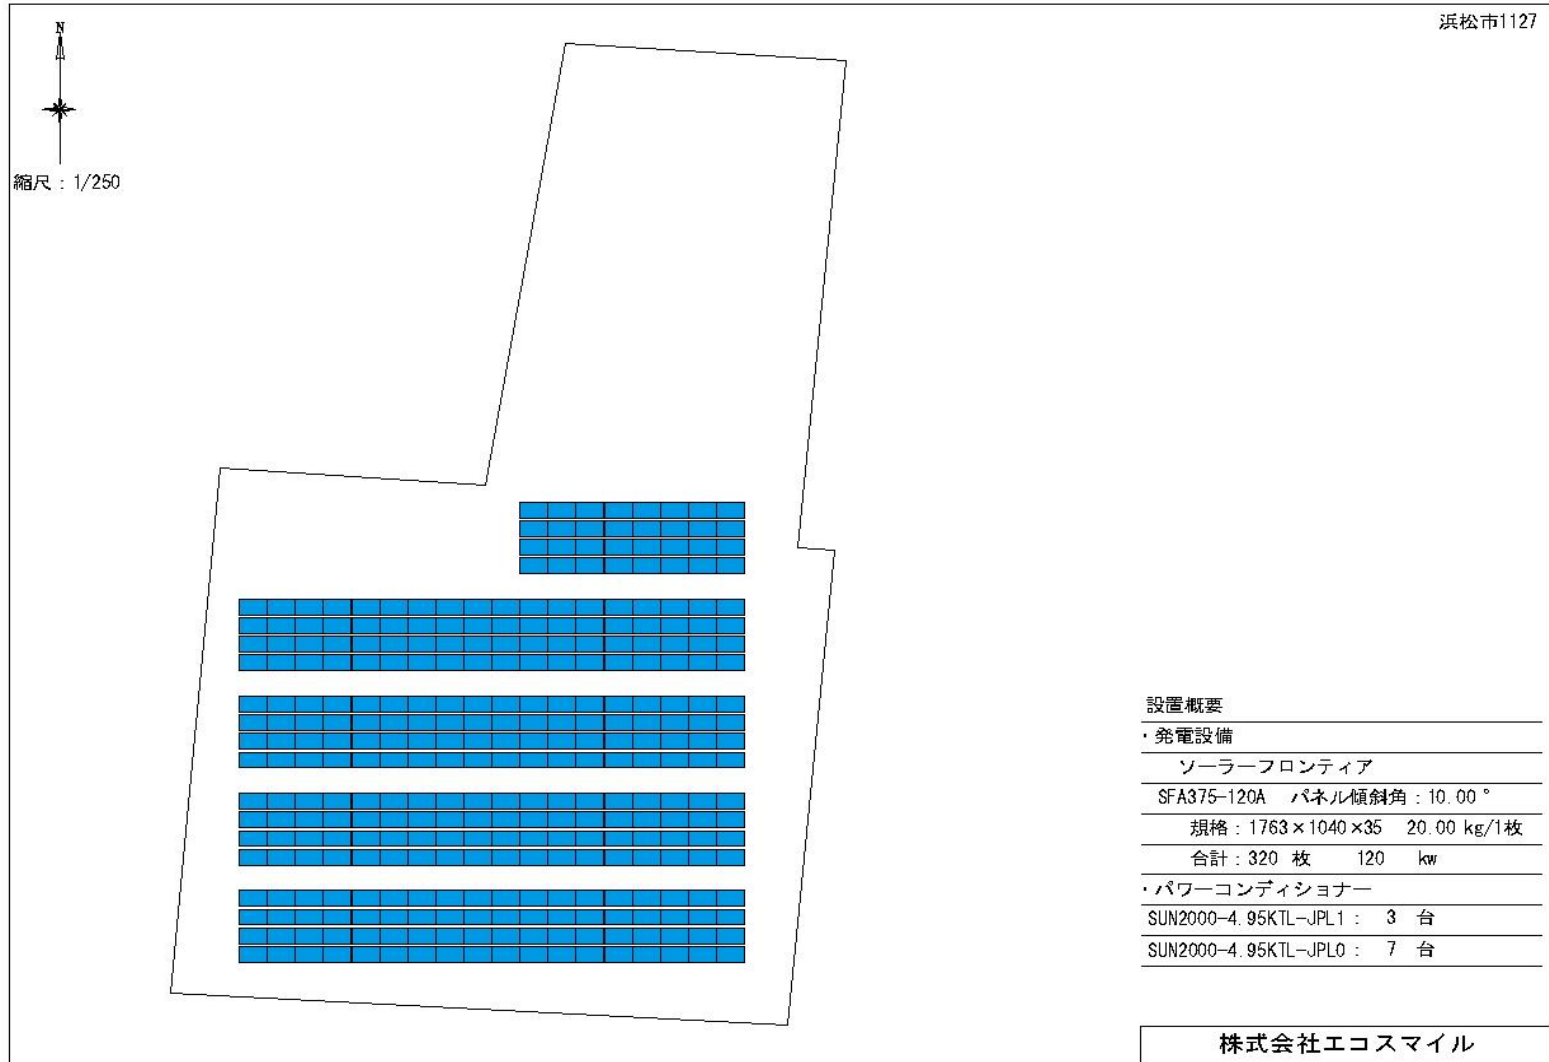 浜松市1127
N
縮尺：1/250
設置概要
・発電設備
ソーラーフロンティア
SFA375-120A　パネル傾斜角：10.00°
規格：1763×1040×35　20.00 kg/1枚
合計：320 枚　120　kw
・パワーコンディショナー
SUN2000-4.95KTL-JPL1：　3　台
SUN2000-4.95KTL-JPL0：　7　台
株式会社エコスマイル